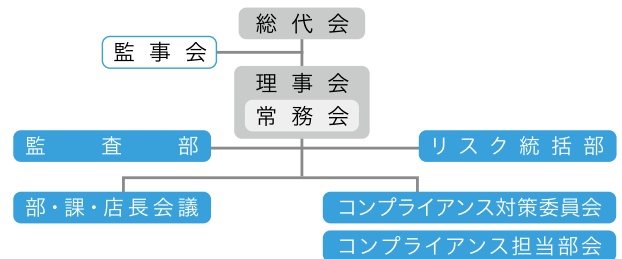 総代会
監事会
理事会
常務会
監査部
リスク統括部
部・課・店長会議
コンプライアンス対策委員会
コンプライアンス担当部会